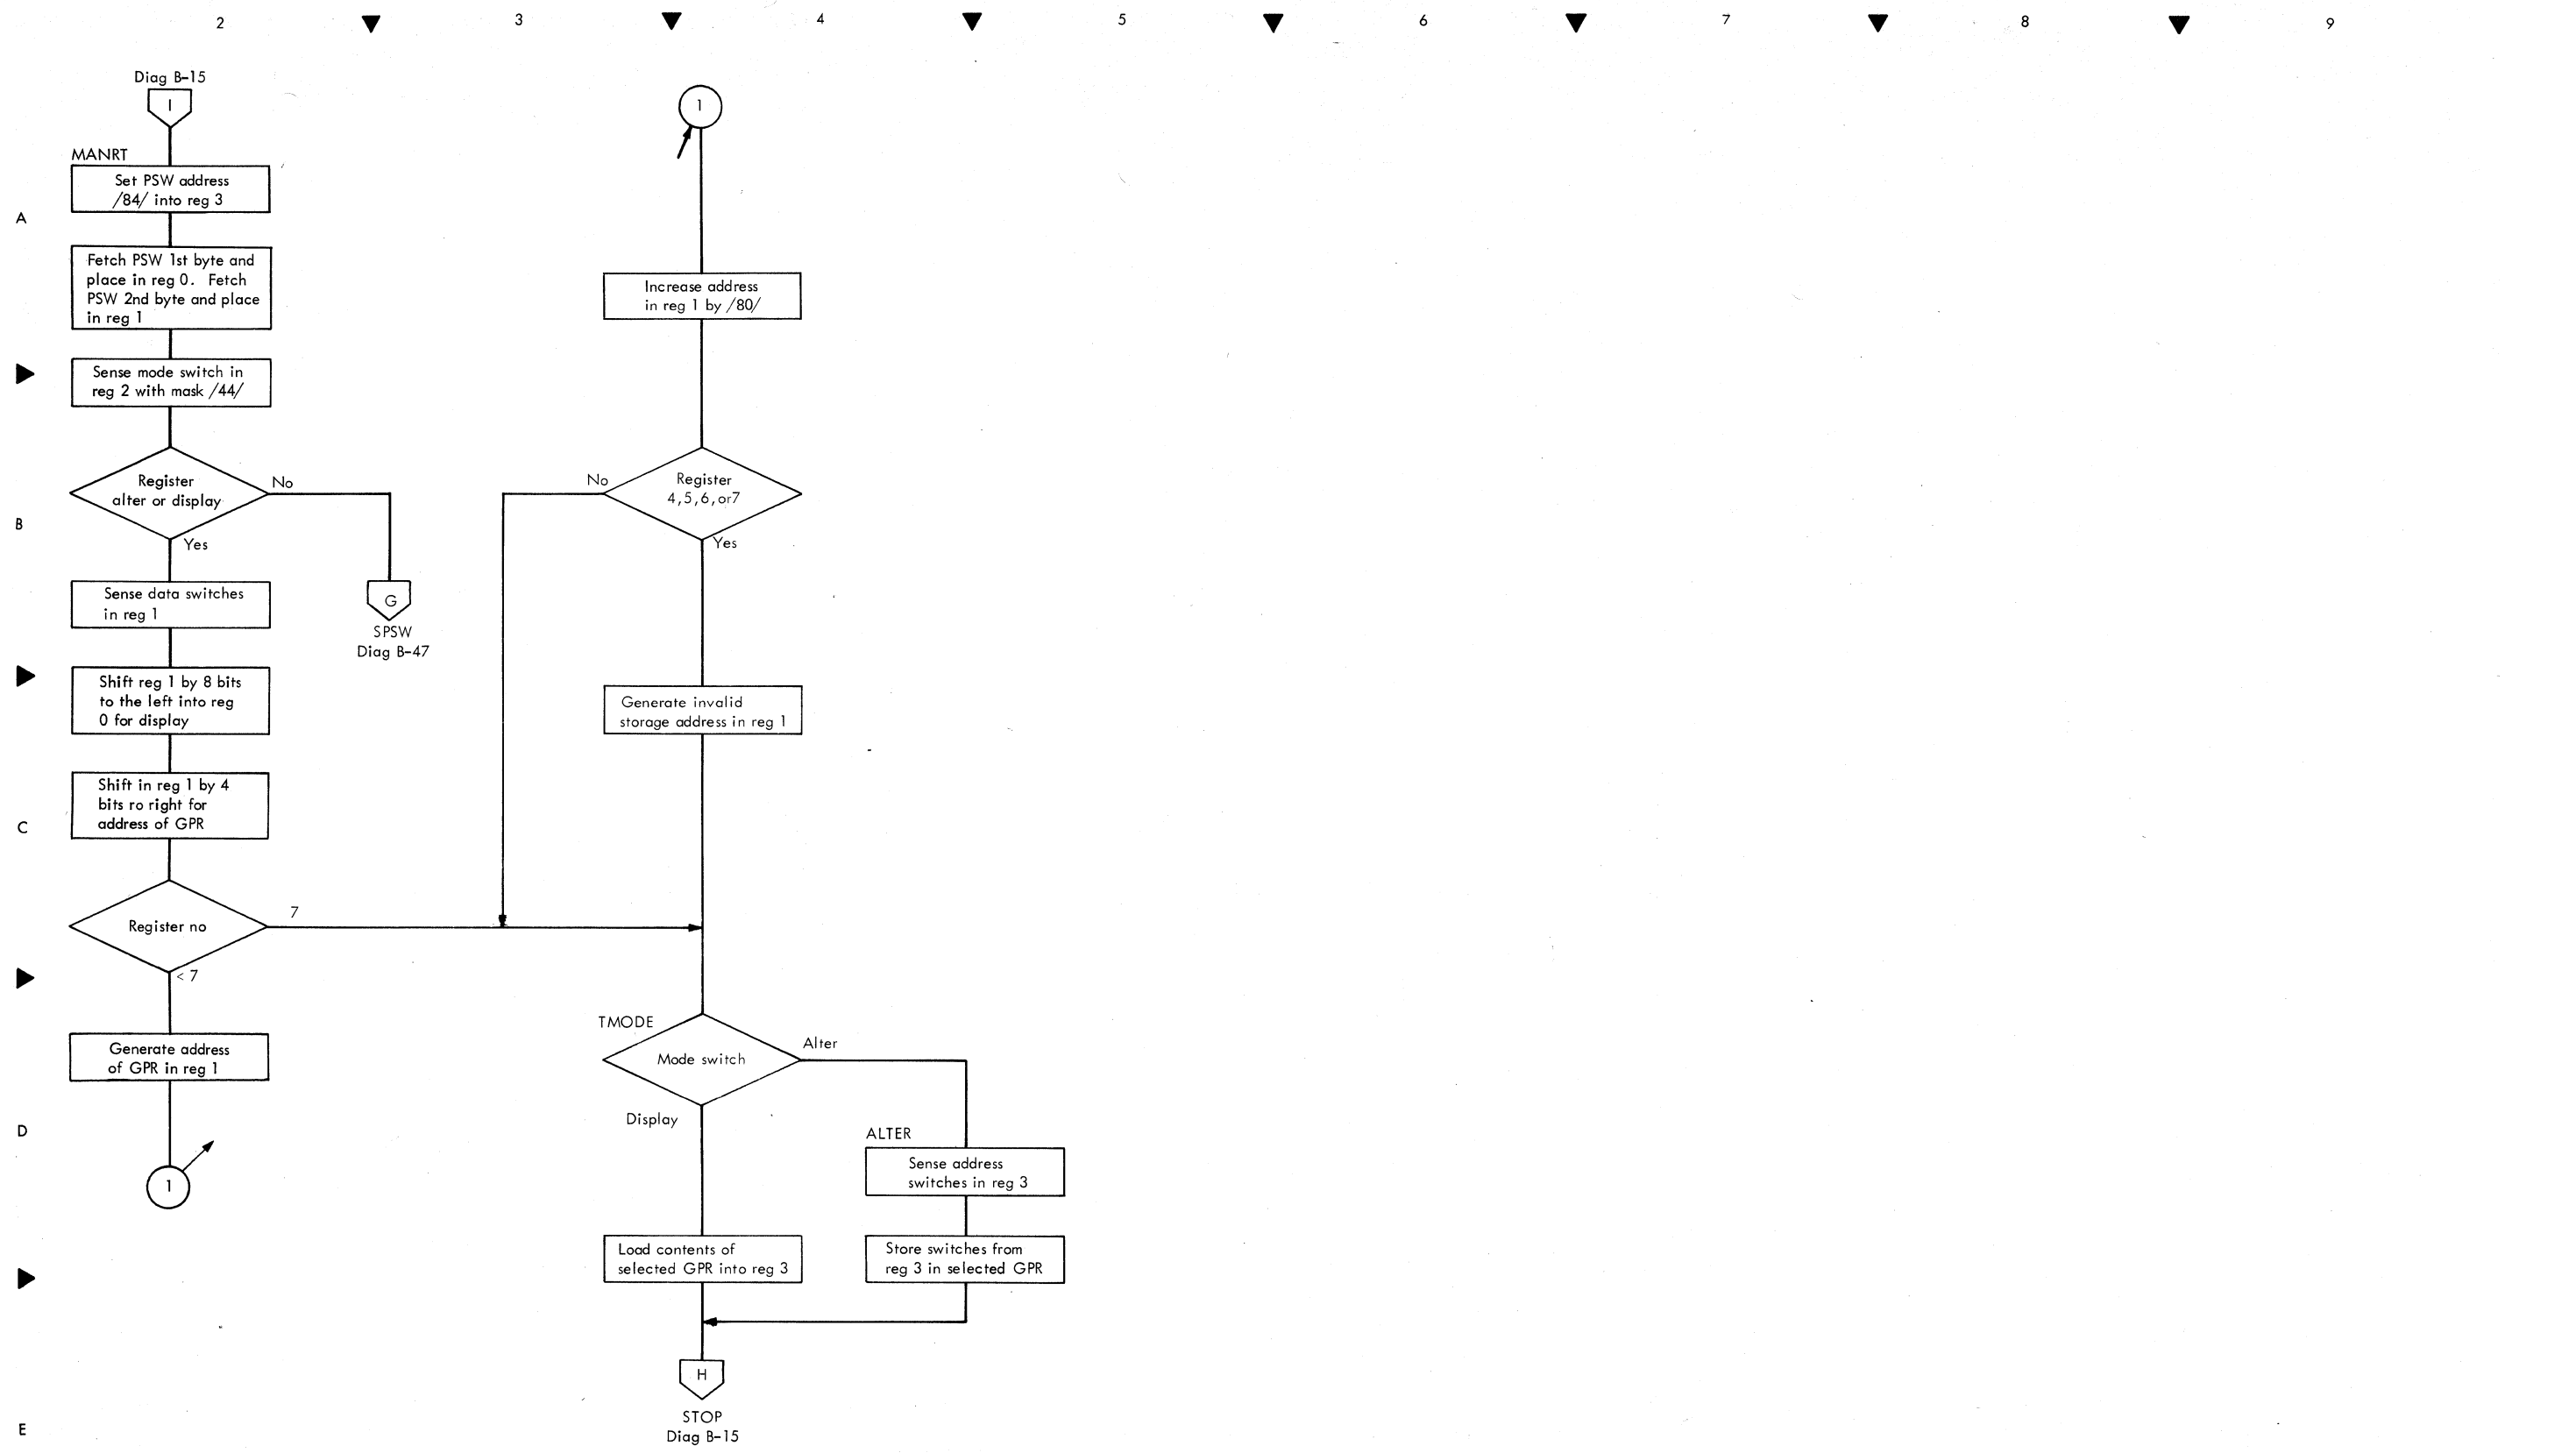 2 3 4 5 6 7 8 9
Diag B-15
I
MANRT
Set PSW address
/84/ into reg 3
A
Fetch PSW 1st byte and
place in reg 0. Fetch
PSW 2nd byte and place
in reg 1
Sense mode switch in
reg 2 with mask /44/
Register
alter or display
No
Yes
B
G
SPSW
Diag B-47
Sense data switches
in reg 1
Shift reg 1 by 8 bits
to the left into reg
0 for display
Shift in reg 1 by 4
bits ro right for
address of GPR
C
Register no
7
< 7
Generate address
of GPR in reg 1
D
1
1
Increase address
in reg 1 by /80/
No
Register
4,5,6,or7
Yes
Generate invalid
storage address in reg 1
TMODE
Mode switch
Alter
Display
ALTER
Sense address
switches in reg 3
Load contents of
selected GPR into reg 3
Store switches from
reg 3 in selected GPR
H
STOP
Diag B-15
E